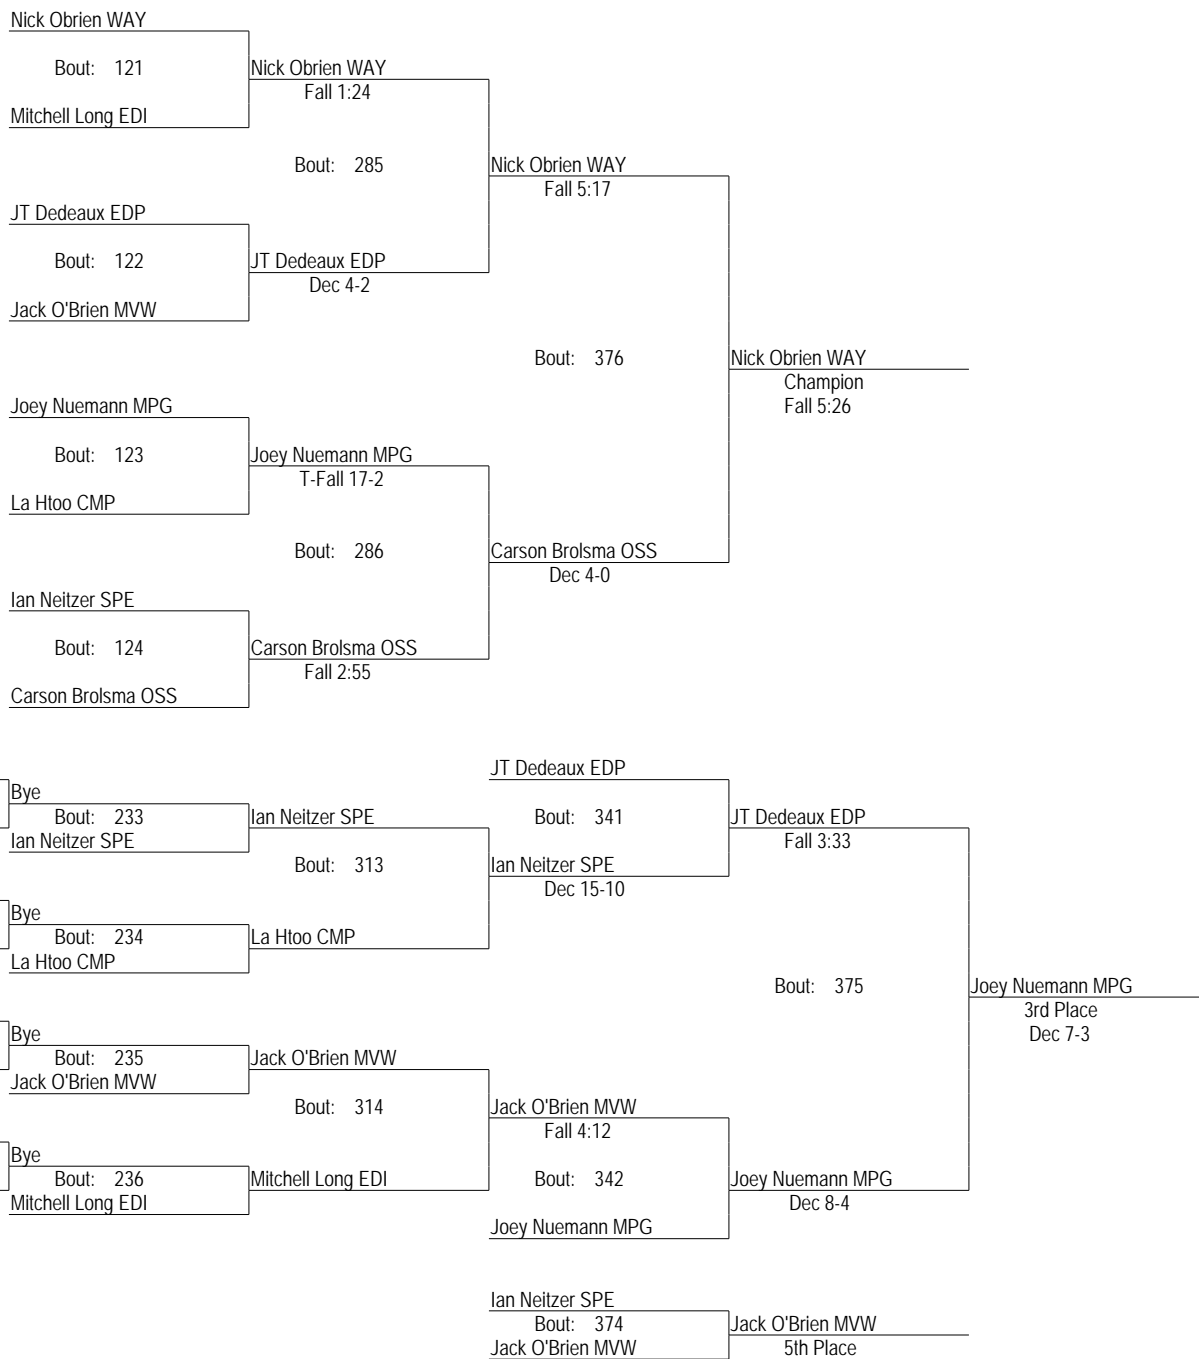 Nick Obrien WAY
Bout: 121
Nick Obrien WAY
Fall 1:24
Mitchell Long EDI
Bout: 285
Nick Obrien WAY
Fall 5:17
JT Dedeaux EDP
Bout: 122
JT Dedeaux EDP
Dec 4-2
Jack O'Brien MVW
Bout: 376
Nick Obrien WAY
Champion
Fall 5:26
Joey Nuemann MPG
Bout: 123
Joey Nuemann MPG
T-Fall 17-2
La Htoo CMP
Bout: 286
Carson Brolsma OSS
Dec 4-0
Ian Neitzer SPE
Bout: 124
Carson Brolsma OSS
Fall 2:55
Carson Brolsma OSS
JT Dedeaux EDP
Bye
Bout: 233
Ian Neitzer SPE
Bout: 341
JT Dedeaux EDP
Ian Neitzer SPE
Fall 3:33
Bout: 313
Ian Neitzer SPE
Dec 15-10
Bye
Bout: 234
La Htoo CMP
La Htoo CMP
Bout: 375
Joey Nuemann MPG
3rd Place
Dec 7-3
Bye
Bout: 235
Jack O'Brien MVW
Jack O'Brien MVW
Bout: 314
Jack O'Brien MVW
Fall 4:12
Bye
Bout: 236
Mitchell Long EDI
Bout: 342
Joey Nuemann MPG
Mitchell Long EDI
Dec 8-4
Joey Nuemann MPG
Ian Neitzer SPE
Bout: 374
Jack O'Brien MVW
Jack O'Brien MVW
5th Place